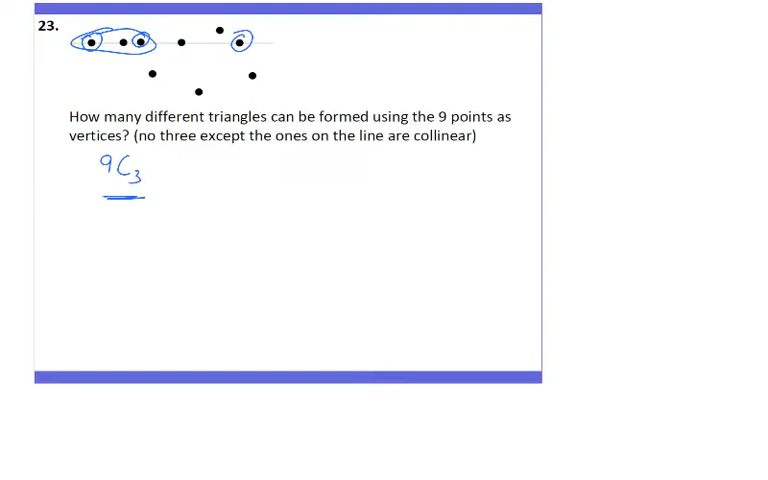 23.
How many different triangles can be formed using the 9 points as
vertices? (no three except the ones on the line are collinear)
9C3